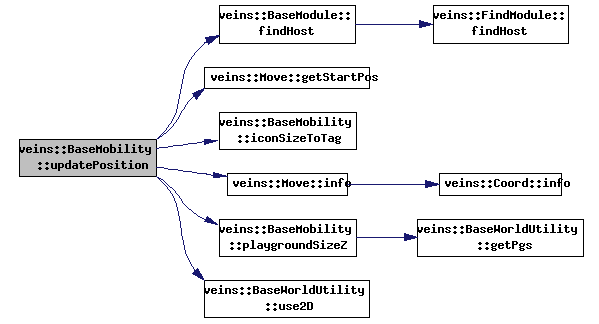 veins::BaseMobility
::updatePosition
veins::BaseModule::
findHost
veins::FindModule::
findHost
veins::Move::getStartPos
veins::BaseMobility
::iconSizeToTag
veins::Move::info
veins::Coord::info
veins::BaseMobility
::playgroundSizeZ
veins::BaseWorldUtility
::getPgs
veins::BaseWorldUtility
::use2D